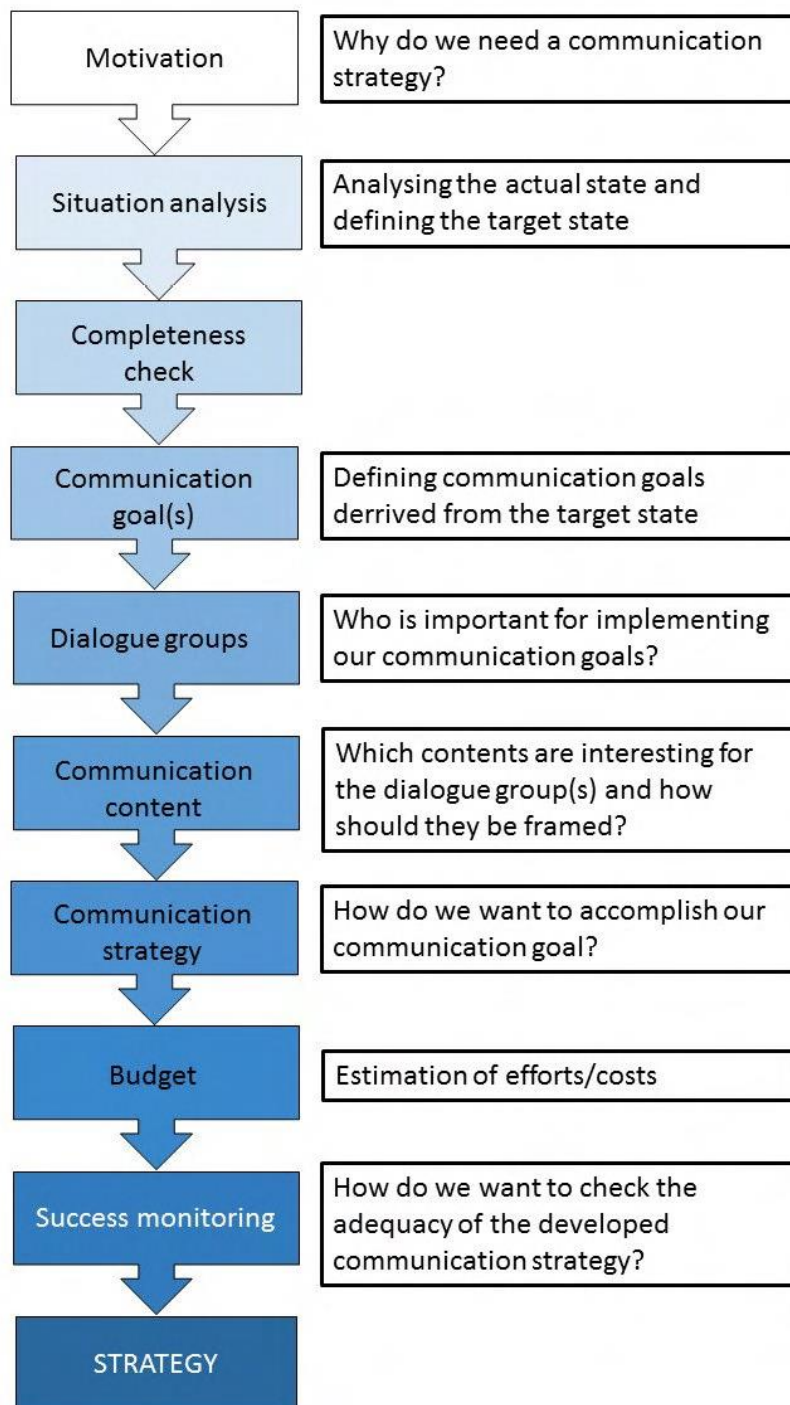 Motivation
Why do we need a communication
strategy?
Situation analysis
Analysing the actual state and
defining the target state
Completeness
check
Communication
goal(s)
Defining communication goals
derrived from the target state
Dialogue groups
Who is important for implementing
our communication goals?
Communication
content
Which contents are interesting for
the dialogue group(s) and how
should they be framed?
Communication
strategy
How do we want to accomplish our
communication goal?
Budget
Estimation of efforts/costs
Success monitoring
How do we want to check the
adequacy of the developed
communication strategy?
STRATEGY